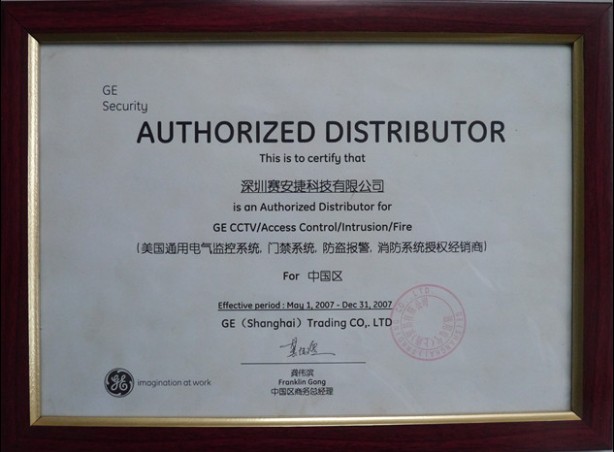 GE
Security
AUTHORIZED DISTRIBUTOR
This is to certify that
深圳赛安捷科技有限公司
is an Authorized Distributor for
GE CCTV/Access Control/Intrusion/Fire
(美国通用电气监控系统, 门禁系统, 防盗报警, 消防系统授权经销商)
For 中国区
Effective period : May 1, 2007 - Dec 31, 2007
GE（Shanghai）Trading CO,. LTD
龚伟宾
Franklin Gong
中国区商务总经理
imagination at work